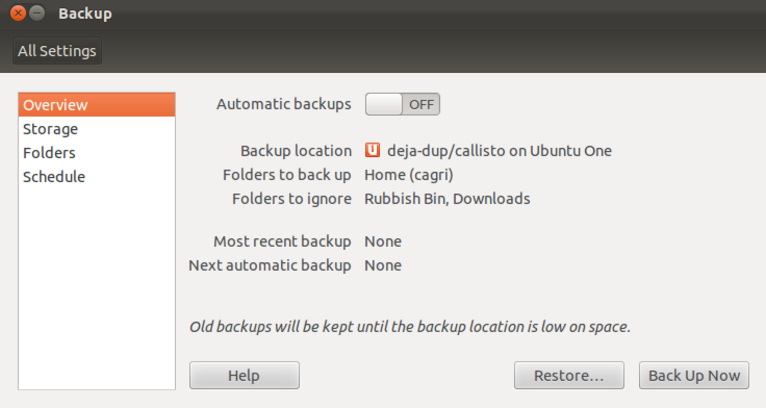 Backup
All Settings
Overview
Storage
Folders
Schedule
Automatic backups OFF
Backup location deja-dup/callisto on Ubuntu One
Folders to back up Home (cagri)
Folders to ignore Rubbish Bin, Downloads
Most recent backup None
Next automatic backup None
Old backups will be kept until the backup location is low on space.
Help Restore... Back Up Now